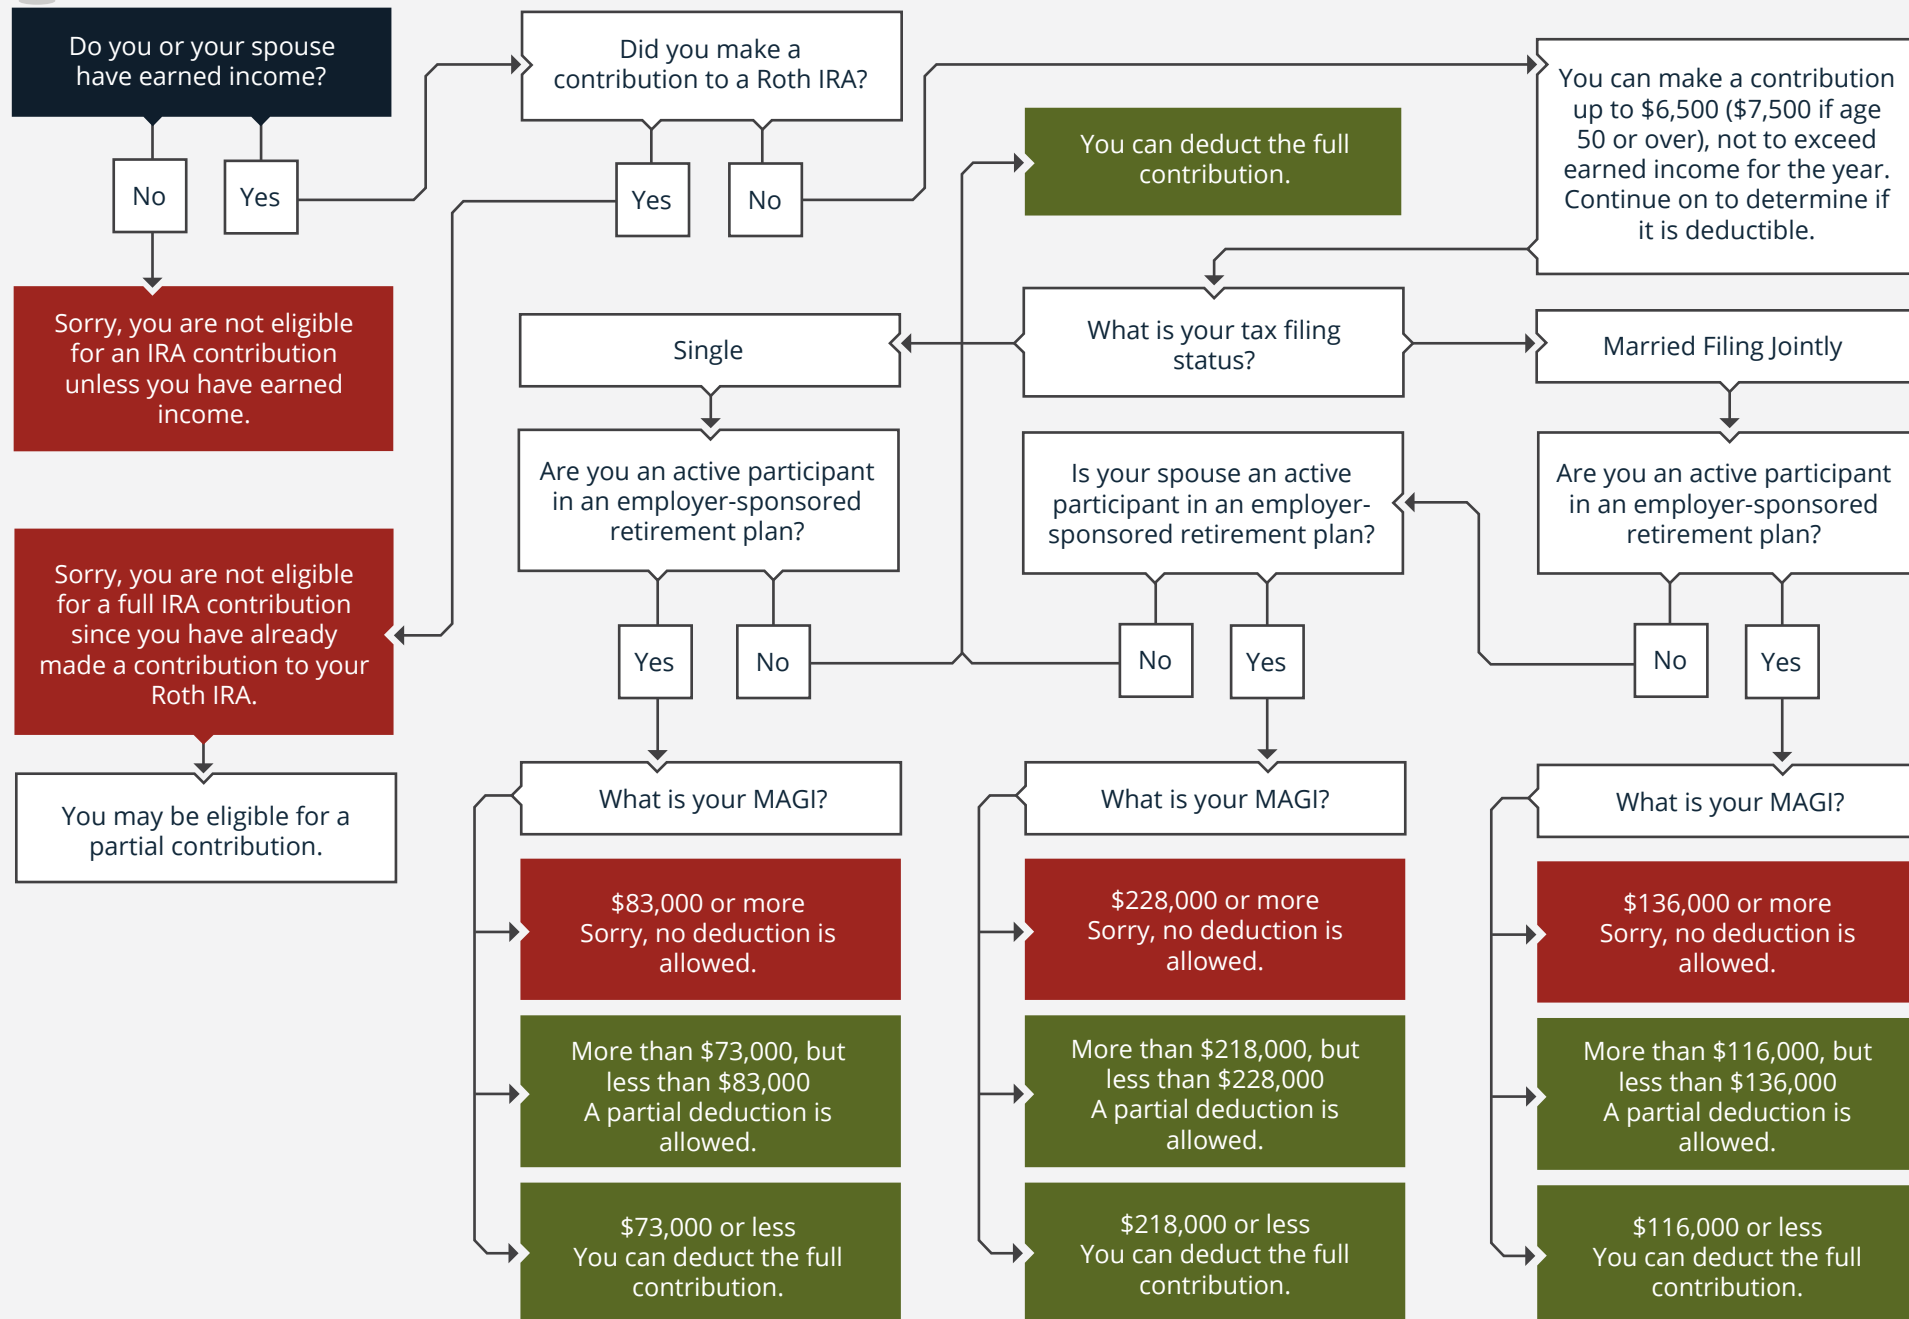 Do you or your spouse
have earned income?
No
Yes
Sorry, you are not eligible
for an IRA contribution
unless you have earned
income.
Did you make a
contribution to a Roth IRA?
Yes
No
Sorry, you are not eligible
for a full IRA contribution
since you have already
made a contribution to your
Roth IRA.
You may be eligible for a
partial contribution.
You can make a contribution
up to $6,500 ($7,500 if age
50 or over), not to exceed
earned income for the year.
Continue on to determine if
it is deductible.
You can deduct the full
contribution.
What is your tax filing
status?
Single
Married Filing Jointly
Are you an active participant
in an employer-sponsored
retirement plan?
Yes
No
Is your spouse an active
participant in an employer-
sponsored retirement plan?
No
Yes
Are you an active participant
in an employer-sponsored
retirement plan?
No
Yes
What is your MAGI?
$83,000 or more
Sorry, no deduction is
allowed.
More than $73,000, but
less than $83,000
A partial deduction is
allowed.
$73,000 or less
You can deduct the full
contribution.
What is your MAGI?
$228,000 or more
Sorry, no deduction is
allowed.
More than $218,000, but
less than $228,000
A partial deduction is
allowed.
$218,000 or less
You can deduct the full
contribution.
What is your MAGI?
$136,000 or more
Sorry, no deduction is
allowed.
More than $116,000, but
less than $136,000
A partial deduction is
allowed.
$116,000 or less
You can deduct the full
contribution.